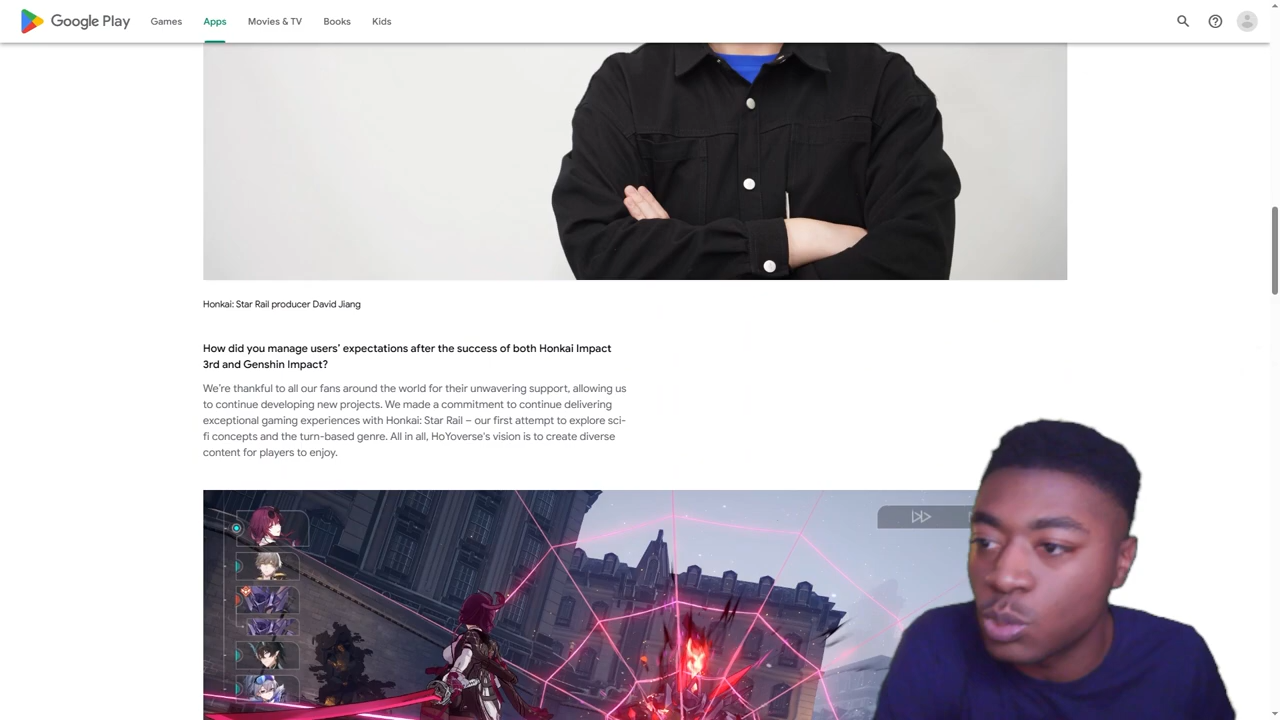 Google Play
Games
Apps
Movies & TV
Books
Kids
Honkai: Star Rail producer David Jiang
How did you manage users' expectations after the success of both Honkai Impact
3rd and Genshin Impact?
We're thankful to all our fans around the world for their unwavering support, allowing us
to continue developing new projects. We made a commitment to continue delivering
exceptional gaming experiences with Honkai: Star Rail – our first attempt to explore sci-
fi concepts and the turn-based genre. All in all, HoYoverse's vision is to create diverse
content for players to enjoy.